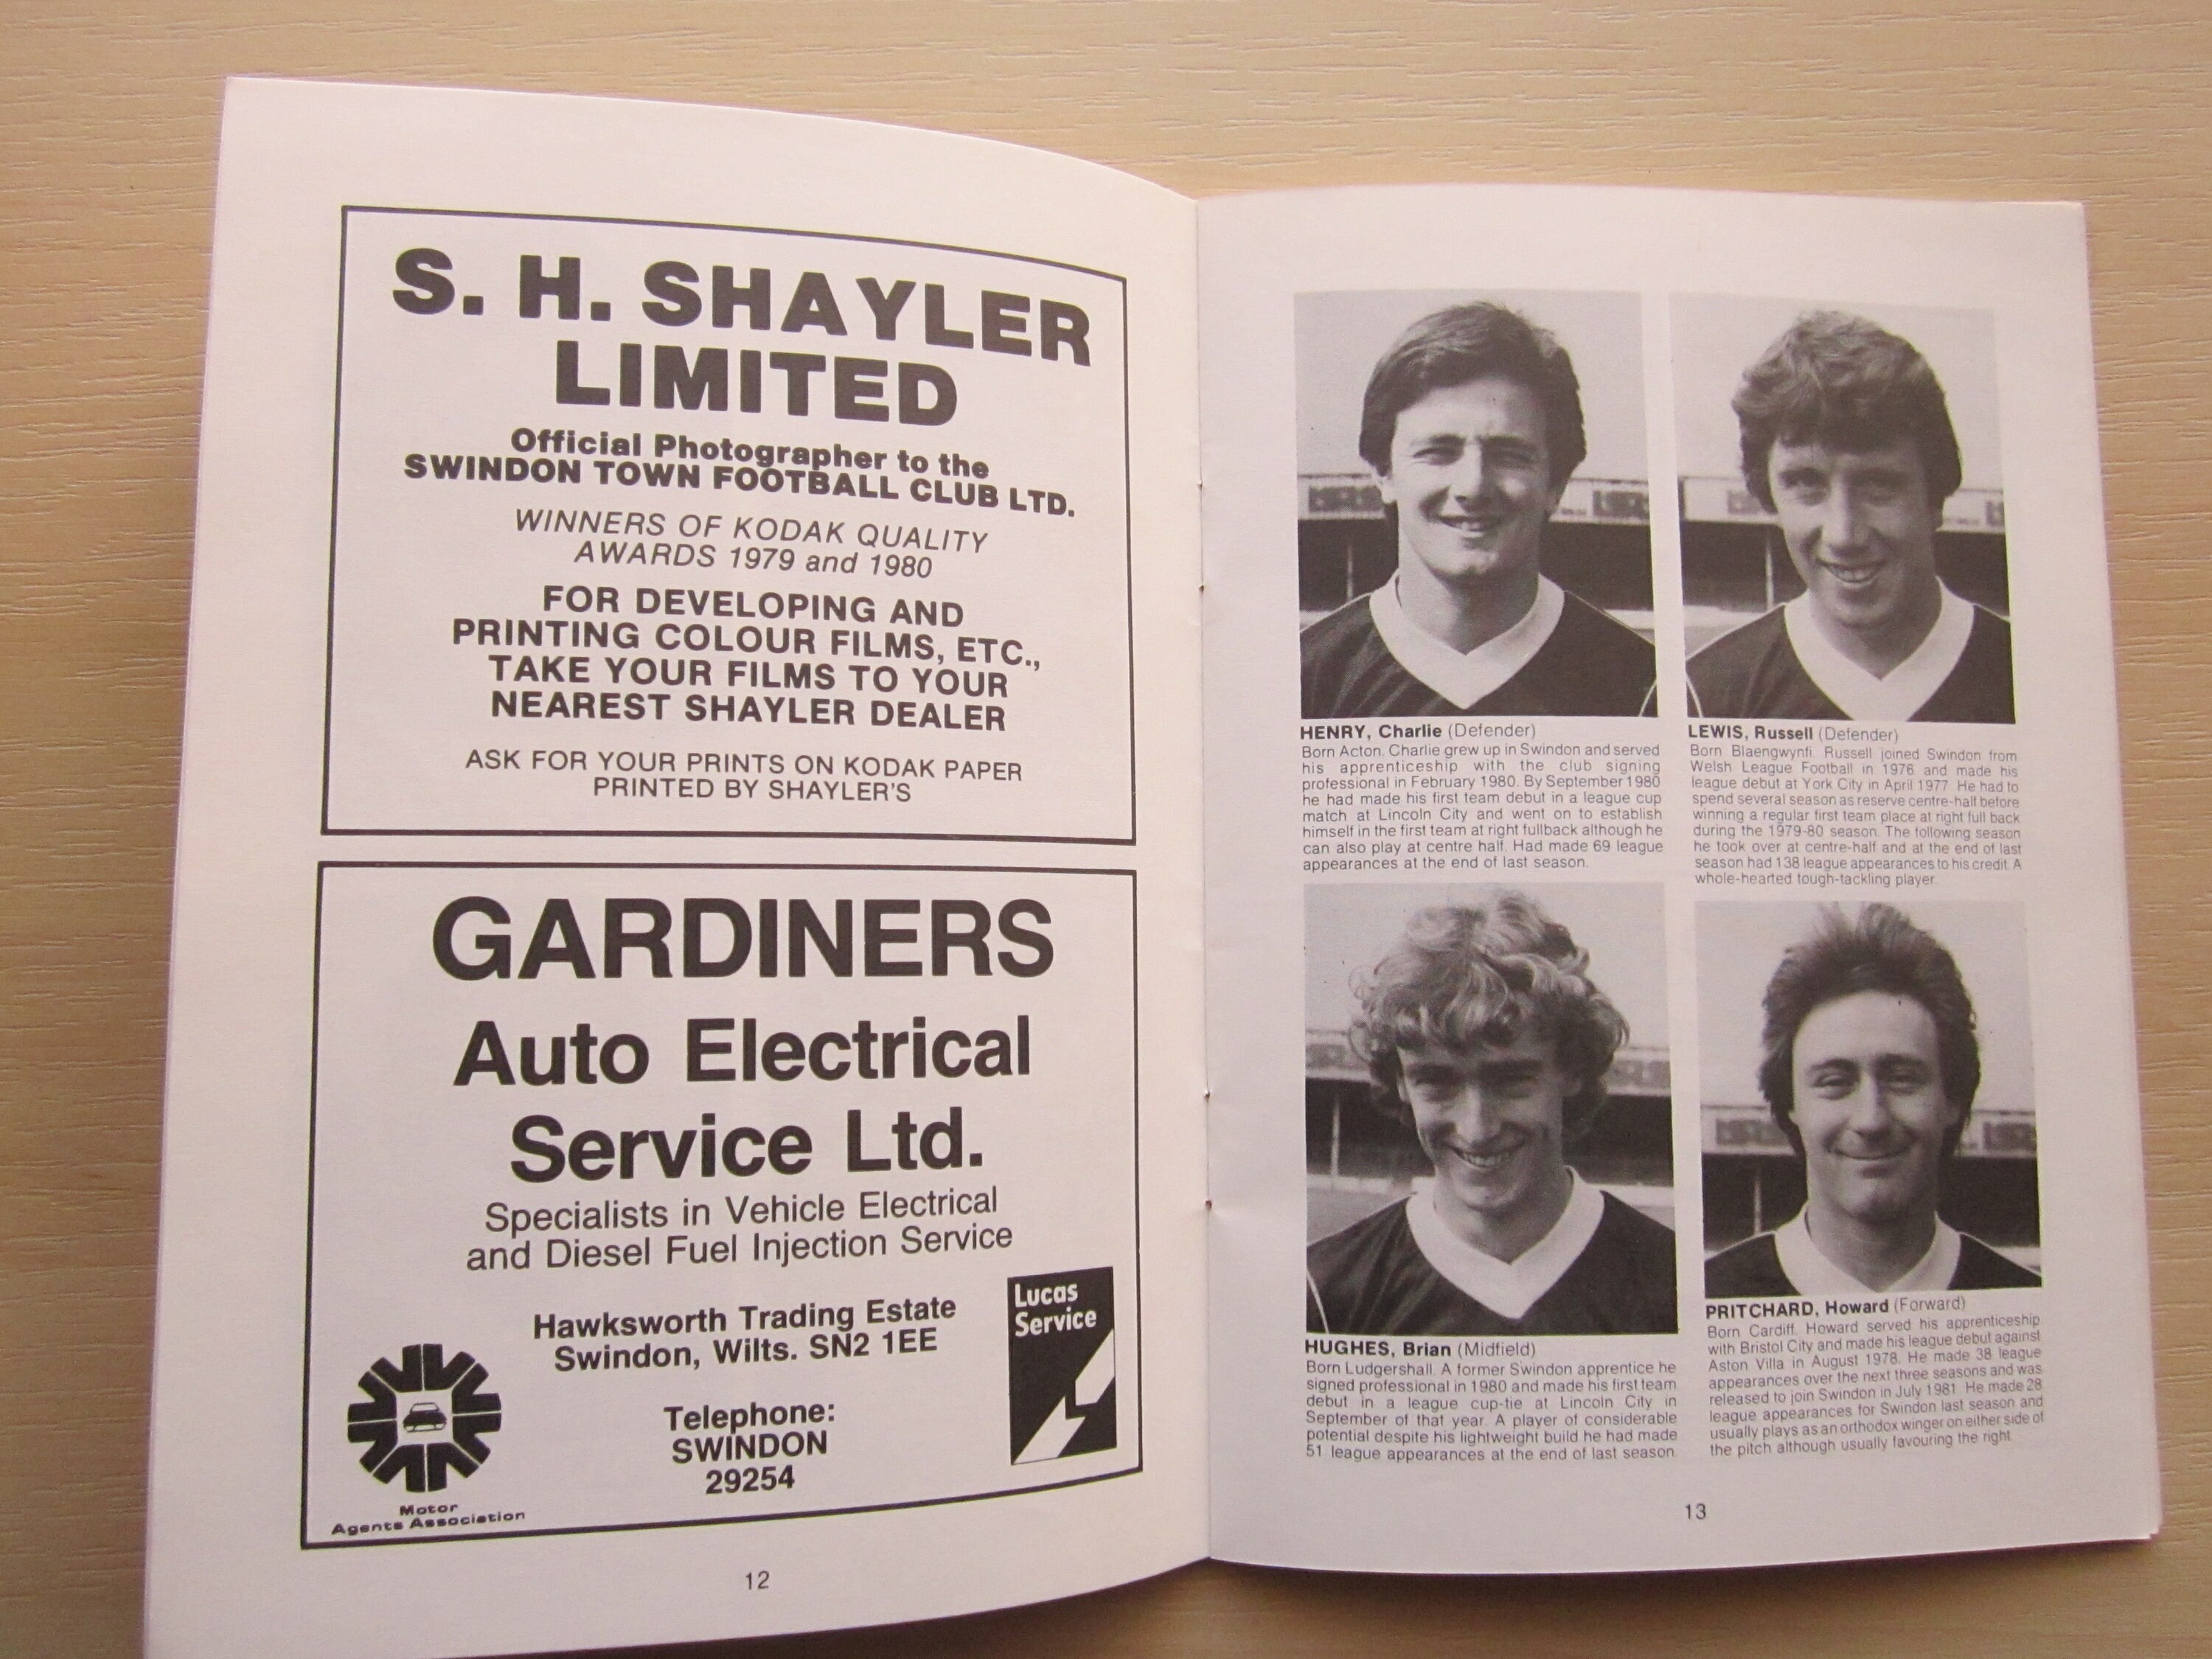 S. H. SHAYLER
LIMITED
Official Photographer to the
SWINDON TOWN FOOTBALL CLUB LTD.
WINNERS OF KODAK QUALITY
AWARDS 1979 and 1980
FOR DEVELOPING AND
PRINTING COLOUR FILMS, ETC.,
TAKE YOUR FILMS TO YOUR
NEAREST SHAYLER DEALER
ASK FOR YOUR PRINTS ON KODAK PAPER
PRINTED BY SHAYLER'S
GARDINERS
Auto Electrical
Service Ltd.
Specialists in Vehicle Electrical
and Diesel Fuel Injection Service
Hawksworth Trading Estate
Swindon, Wilts. SN2 1EE
Telephone:
SWINDON
29254
Lucas
Service
Motor
Agents Association
12
HENRY, Charlie (Defender)
Born Acton. Charlie grew up in Swindon and served
his apprenticeship with the club signing
professional in February 1980. By September 1980
he had made his first team debut in a league cup
match at Lincoln City and went on to establish
himself in the first team at right fullback although he
can also play at centre half. Had made 69 league
appearances at the end of last season.
LEWIS, Russell (Defender)
Born Blaengwynfi. Russell joined Swindon from
Welsh League Football in 1976 and made his
league debut at York City in April 1977. He had to
spend several season as reserve centre-half before
winning a regular first team place at right full back
during the 1979-80 season. The following season
he took over at centre-half and at the end of last
season had 138 league appearances to his credit. A
whole-hearted tough-tackling player.
HUGHES, Brian (Midfield)
Born Ludgershall. A former Swindon apprentice he
signed professional in 1980 and made his first team
debut in a league cup-tie at Lincoln City in
September of that year. A player of considerable
potential despite his lightweight build he had made
51 league appearances at the end of last season.
PRITCHARD, Howard (Forward)
Born Cardiff. Howard served his apprenticeship
with Bristol City and made his league debut against
Aston Villa in August 1978. He made 38 league
appearances over the next three seasons and was
released to join Swindon in July 1981. He made 28
league appearances for Swindon last season and
usually plays as an orthodox winger on either side of
the pitch although usually favouring the right.
13